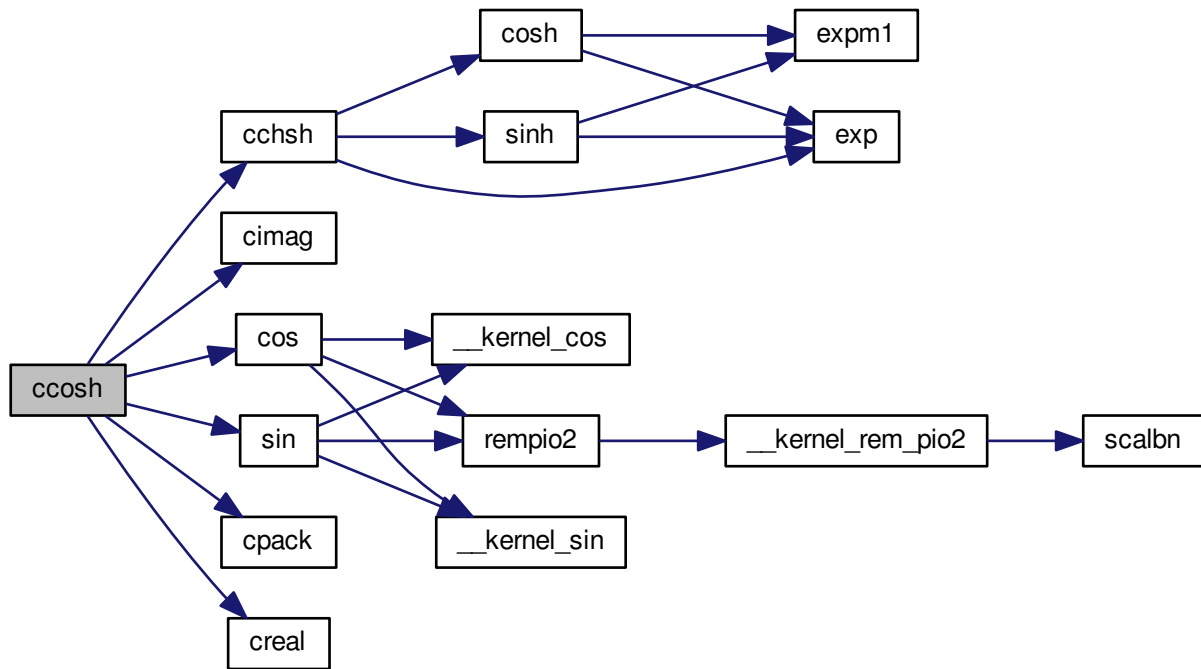 cosh
expm1
cchsh
sinh
exp
cimag
cos
__kernel_cos
ccosh
sin
rempio2
__kernel_rem_pio2
scalbn
cpack
__kernel_sin
creal